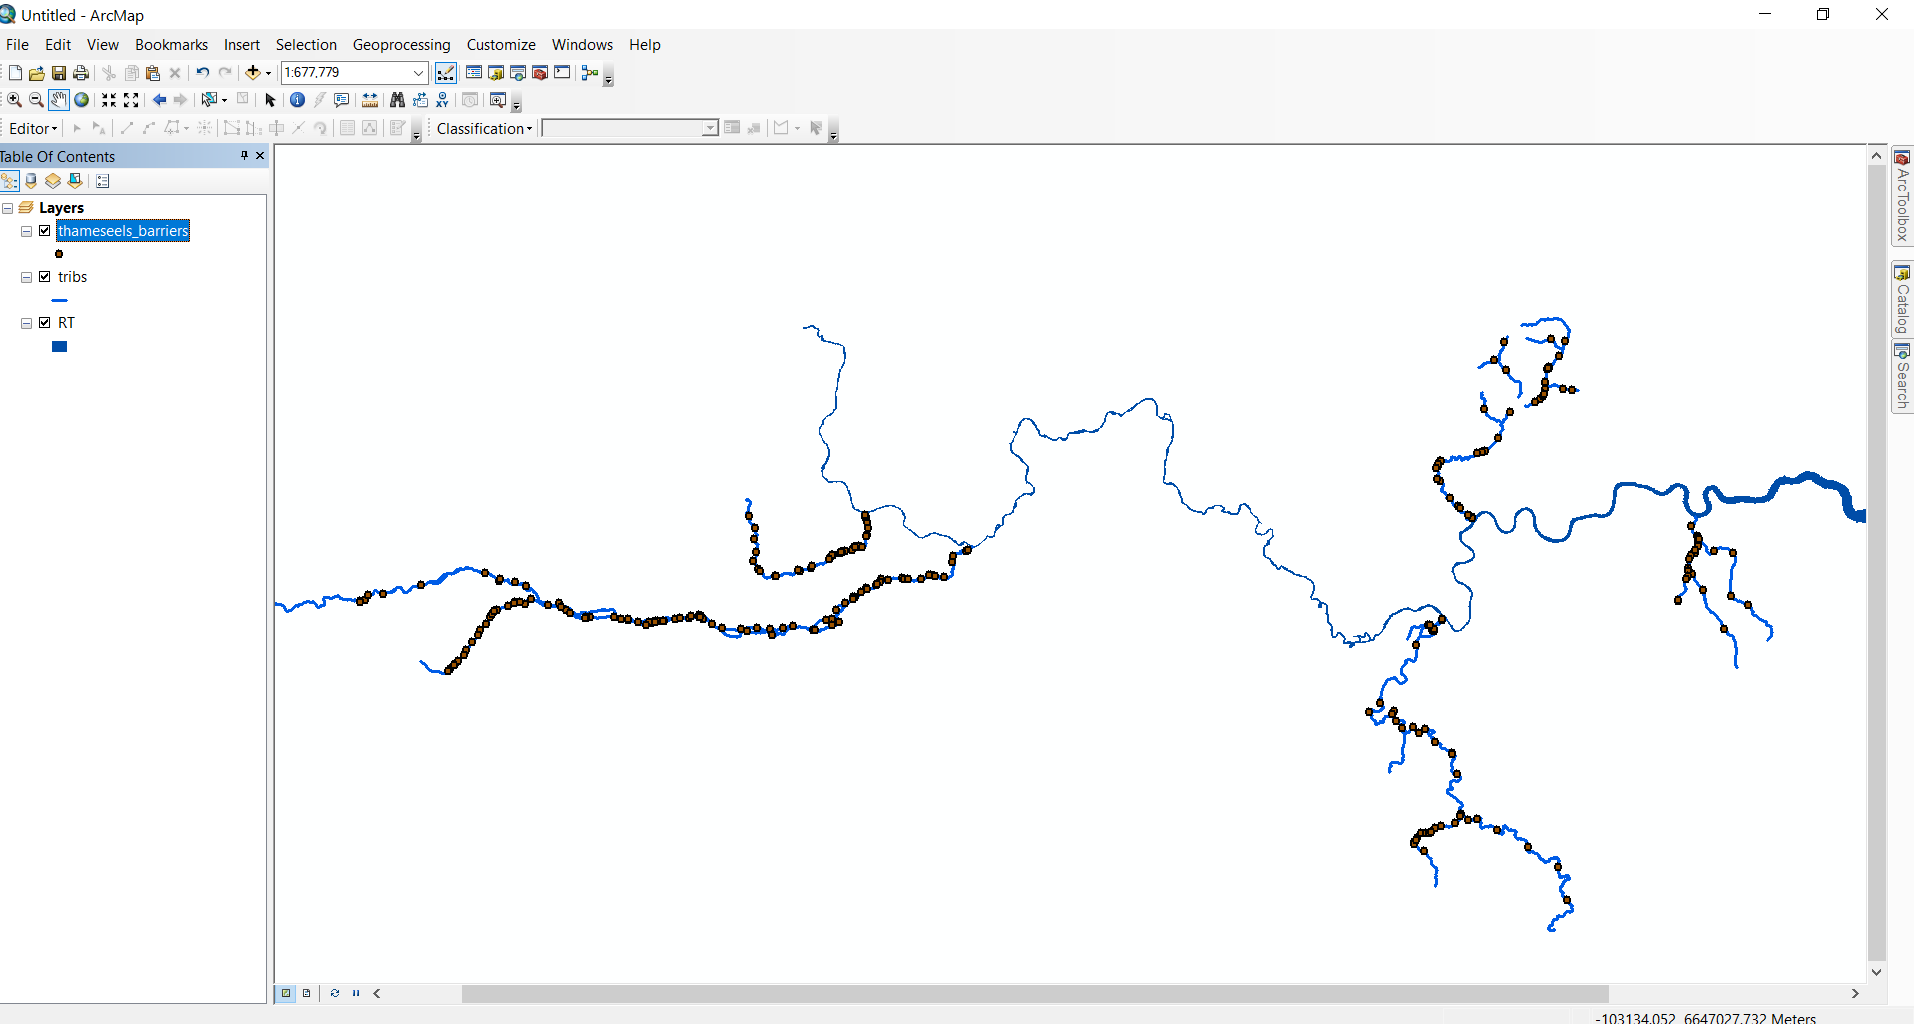 Untitled - ArcMap
File Edit View Bookmarks Insert Selection Geoprocessing Customize Windows Help
1:677,779
Editor Classification
Table Of Contents
Layers
thameseels_barriers
tribs
RT
ArcToolbox
Catalog
Search
-103134.052 6647027.732 Meters